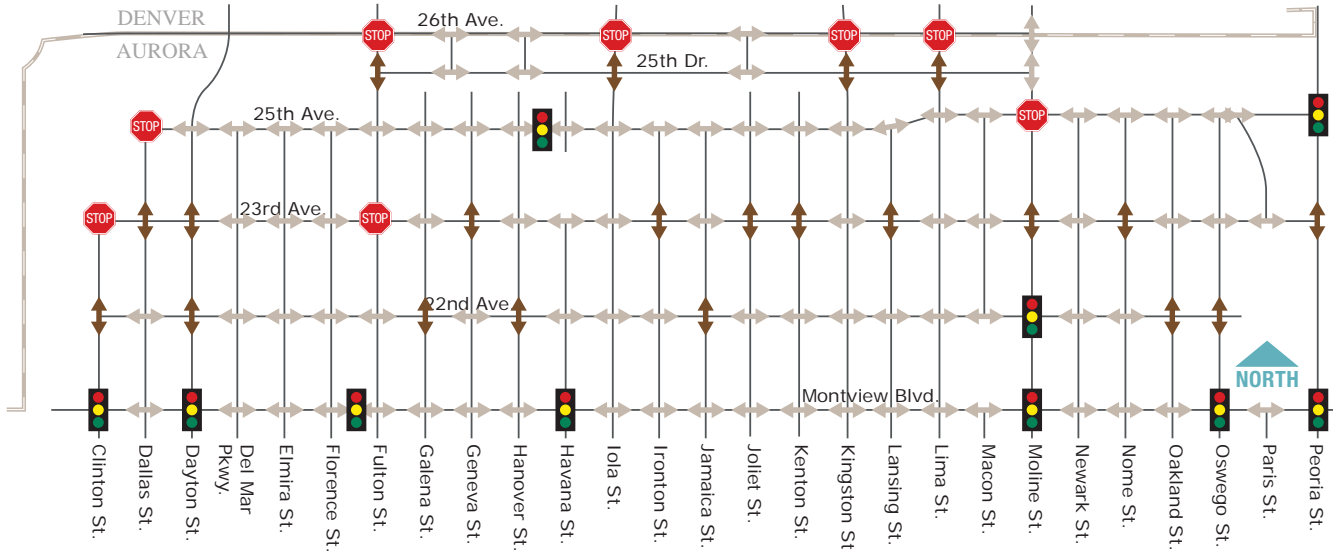 DENVER
AURORA
26th Ave.
STOP
STOP
STOP
STOP
25th Dr.
STOP
25th Ave.
STOP
STOP
23rd Ave
STOP
22nd Ave.
NORTH
Montview Blvd.
Clinton St.
Dallas St.
Dayton St.
Del Mar
Pkwy.
Elmira St.
Florence St.
Fulton St.
Galena St.
Geneva St.
Hanover St.
Havana St.
Iola St.
Ironton St.
Jamaica St.
Joliet St.
Kenton St.
Kingston St
Lansing St.
Lima St.
Macon St.
Moline St.
Newark St.
Nome St.
Oakland St.
Oswego St.
Paris St.
Peoria St.